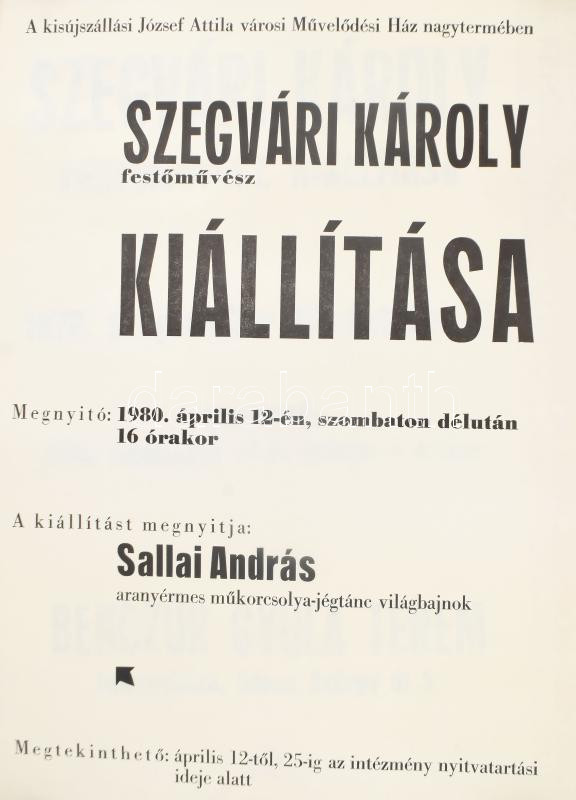 A kisújszállási József Attila városi Művelődési Ház nagytermében
SZEGVÁRI KÁROLY
festőművész
KIÁLLÍTÁSA
darabanth
Megnyitó: 1980. április 12-én, szombaton délután
16 órakor
A kiállítást megnyitja:
Sallai András
aranyérmes műkorcsolya-jégtánc világbajnok
Megtekinthető: április 12-től, 25-ig az intézmény nyitvatartási
ideje alatt